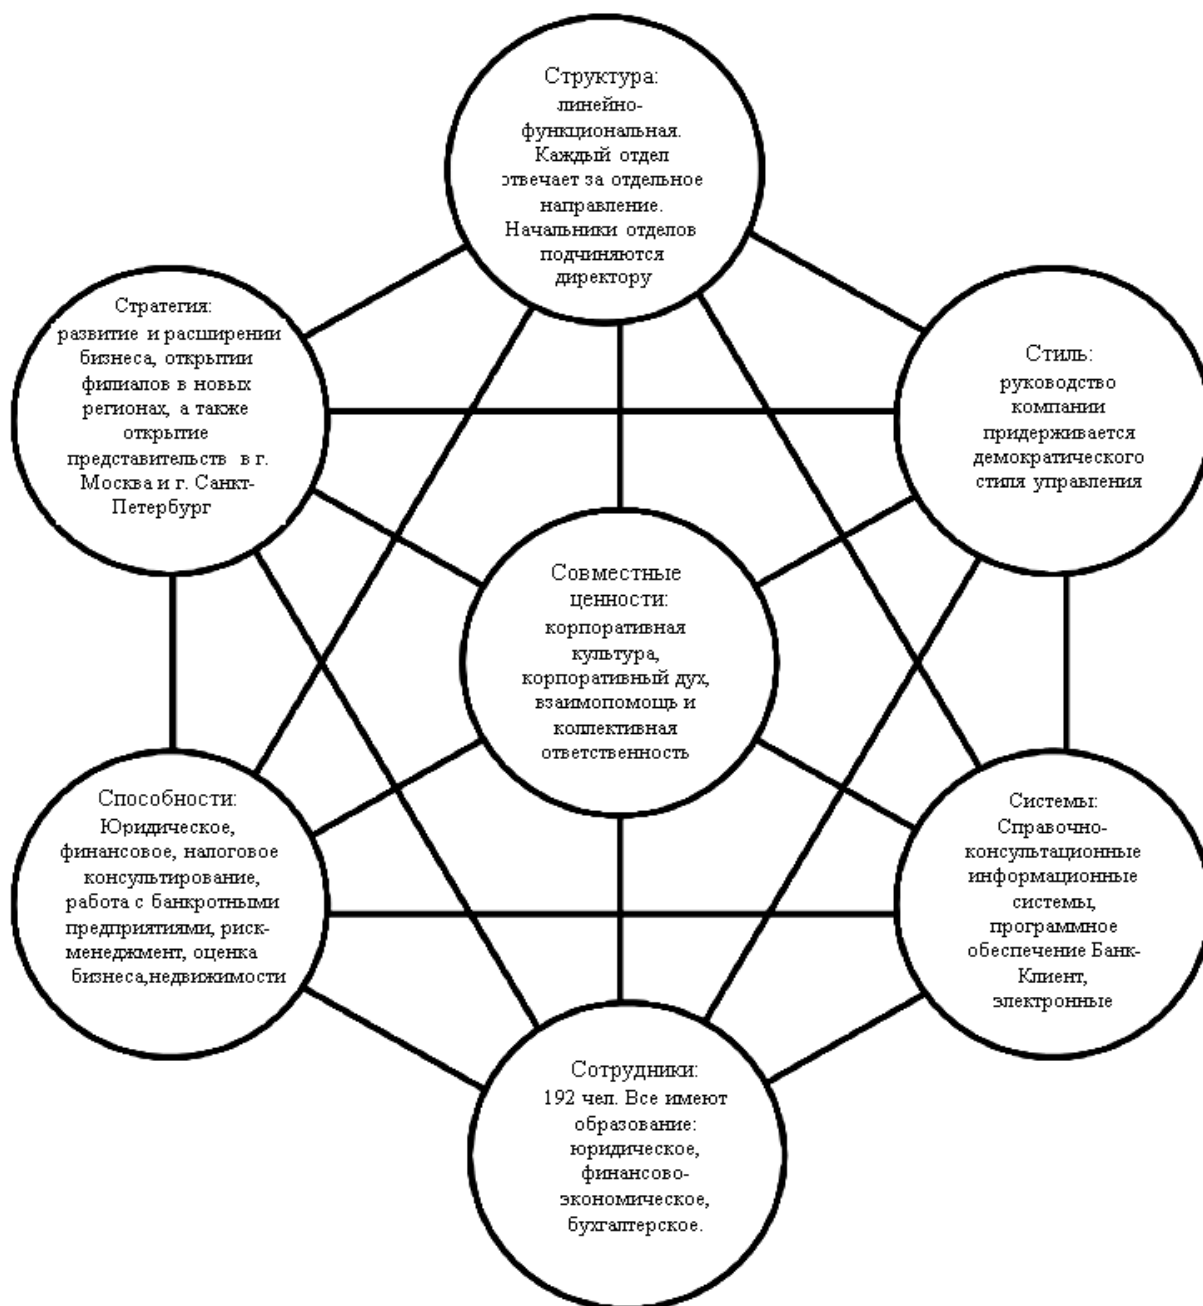 Структура:
линейно-
функциональная.
Каждый отдел
отвечает за отдельное
направление.
Начальники отделов
подчиняются
директору
Стратегия:
развитие и расширении
бизнеса, открытии
филиалов в новых
регионах, а также
открытие
представительств в г.
Москва и г. Санкт-
Петербург
Стиль:
руководство
компании
придерживается
демократического
стиля управления
Совместные
ценности:
корпоративная
культура,
корпоративный дух,
взаимопомощь и
коллективная
ответственность
Способности:
Юридическое,
финансовое, налоговое
консультирование,
работа с банкротными
предприятиями, риск-
менеджмент, оценка
бизнеса,недвижимости
Системы:
Справочно-
консультационные
информационные
системы,
программное
обеспечение Банк-
Клиент,
электронные
Сотрудники:
192 чел. Все имеют
образование:
юридическое,
финансово-
экономическое,
бухгалтерское.